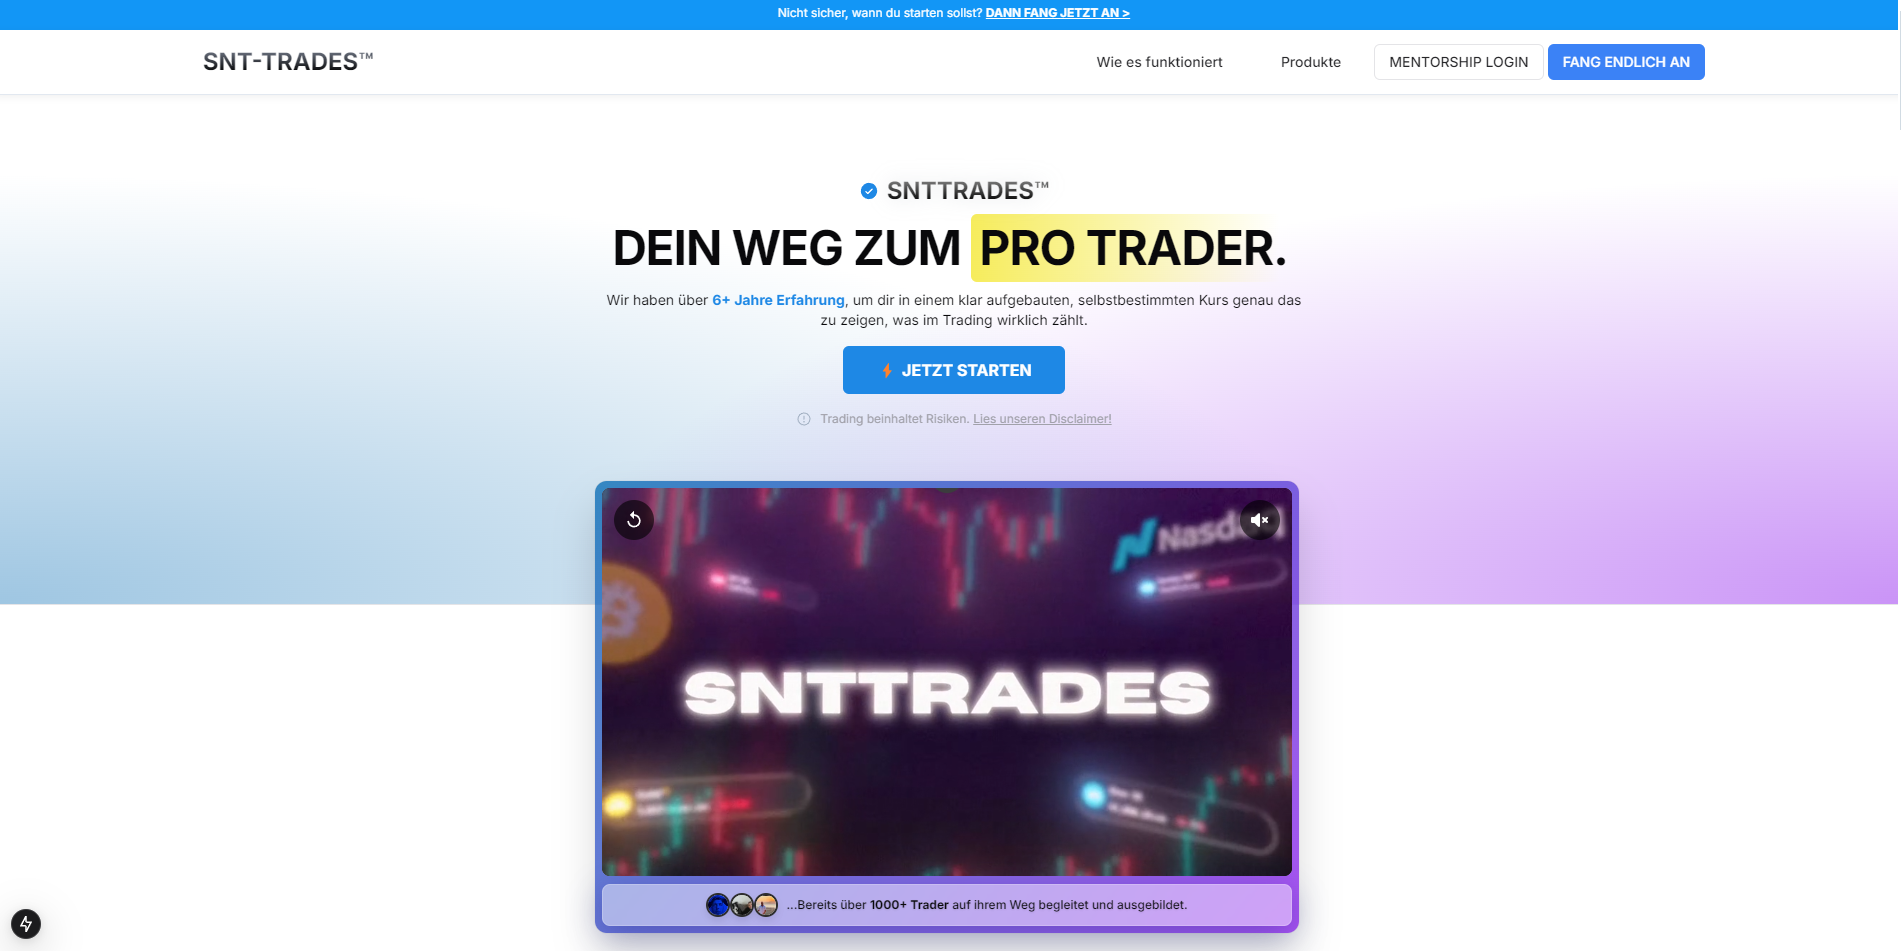 Nicht sicher, wann du starten sollst? DANN FANG JETZT AN >
SNT-TRADES™
Wie es funktioniert
Produkte
MENTORSHIP LOGIN
FANG ENDLICH AN
SNTTRADES™
DEIN WEG ZUM PRO TRADER.
Wir haben über 6+ Jahre Erfahrung, um dir in einem klar aufgebauten, selbstbestimmten Kurs genau das
zu zeigen, was im Trading wirklich zählt.
JETZT STARTEN
Trading beinhaltet Risiken. Lies unseren Disclaimer!
SNTTRADES
...Bereits über 1000+ Trader auf ihrem Weg begleitet und ausgebildet.